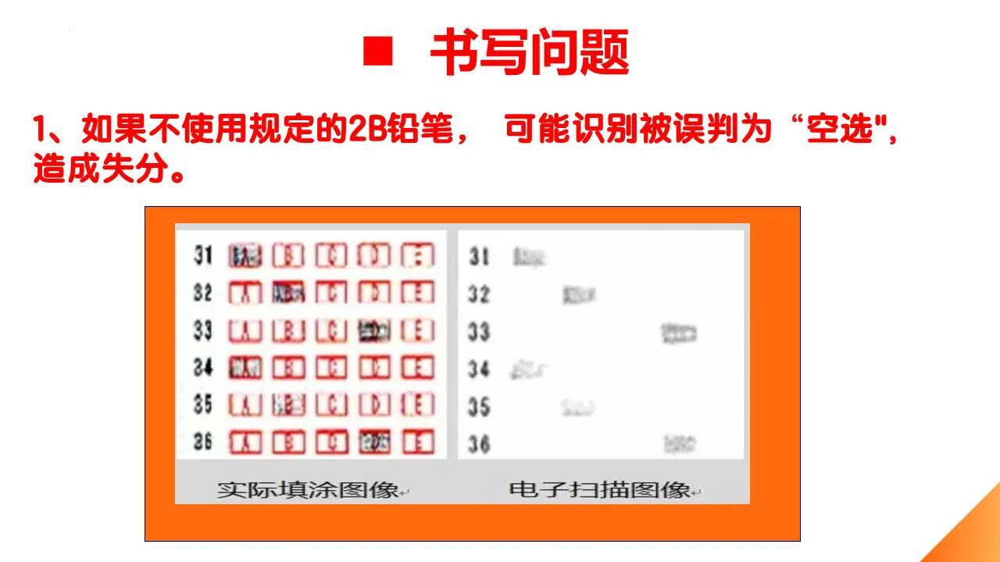 ■ 书写问题
1、如果不使用规定的2B铅笔， 可能识别被误判为“空选",
造成失分。
31 A B C D E
32 A B C D E
33 A B C D E
34 A B C D E
35 A B C D E
36 A B C D E
实际填涂图像
31
32
33
34
35
36
电子扫描图像